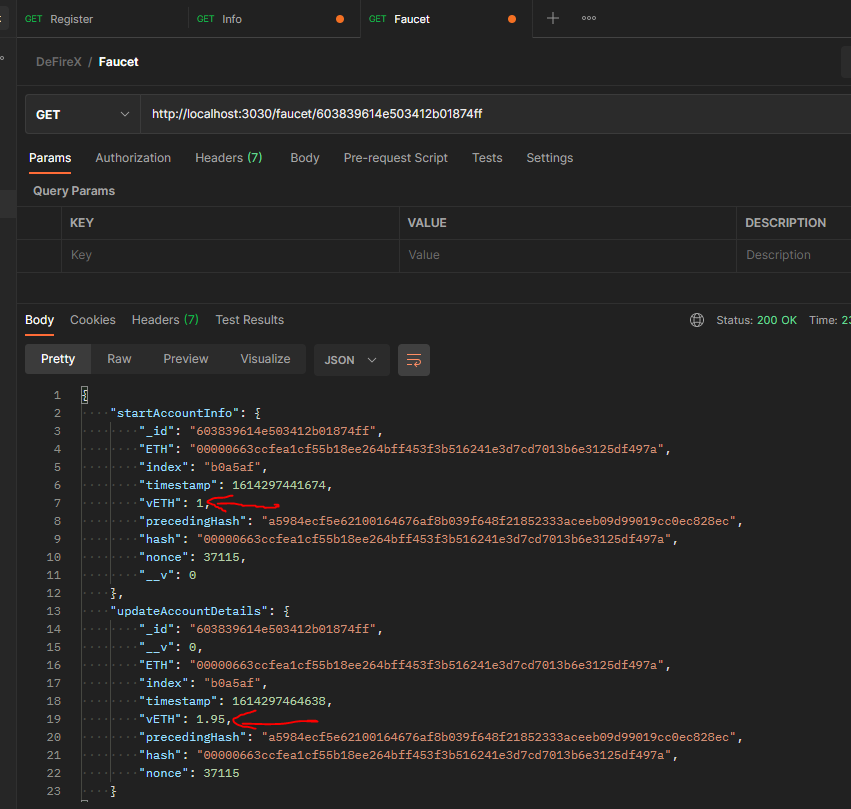 GET Register
GET Info
GET Faucet
DeFireX / Faucet
GET
http://localhost:3030/faucet/603839614e503412b01874ff
Params Authorization Headers (7) Body Pre-request Script Tests Settings
Query Params
KEY VALUE DESCRIPTION
Key Value Description
Body Cookies Headers (7) Test Results
Status: 200 OK Time: 23
Pretty Raw Preview Visualize JSON
1 {
2 "startAccountInfo": {
3 "_id": "603839614e503412b01874ff",
4 "ETH": "00000663ccfea1cf55b18ee264bff453f3b516241e3d7cd7013b6e3125df497a",
5 "index": "b0a5af",
6 "timestamp": 1614297441674,
7 "vETH": 1,
8 "precedingHash": "a5984ecf5e62100164676af8b039f648f21852333aceeb09d99019cc0ec828ec",
9 "hash": "00000663ccfea1cf55b18ee264bff453f3b516241e3d7cd7013b6e3125df497a",
10 "nonce": 37115,
11 "__v": 0
12 },
13 "updateAccountDetails": {
14 "_id": "603839614e503412b01874ff",
15 "__v": 0,
16 "ETH": "00000663ccfea1cf55b18ee264bff453f3b516241e3d7cd7013b6e3125df497a",
17 "index": "b0a5af",
18 "timestamp": 1614297464638,
19 "vETH": 1.95,
20 "precedingHash": "a5984ecf5e62100164676af8b039f648f21852333aceeb09d99019cc0ec828ec",
21 "hash": "00000663ccfea1cf55b18ee264bff453f3b516241e3d7cd7013b6e3125df497a",
22 "nonce": 37115
23 }